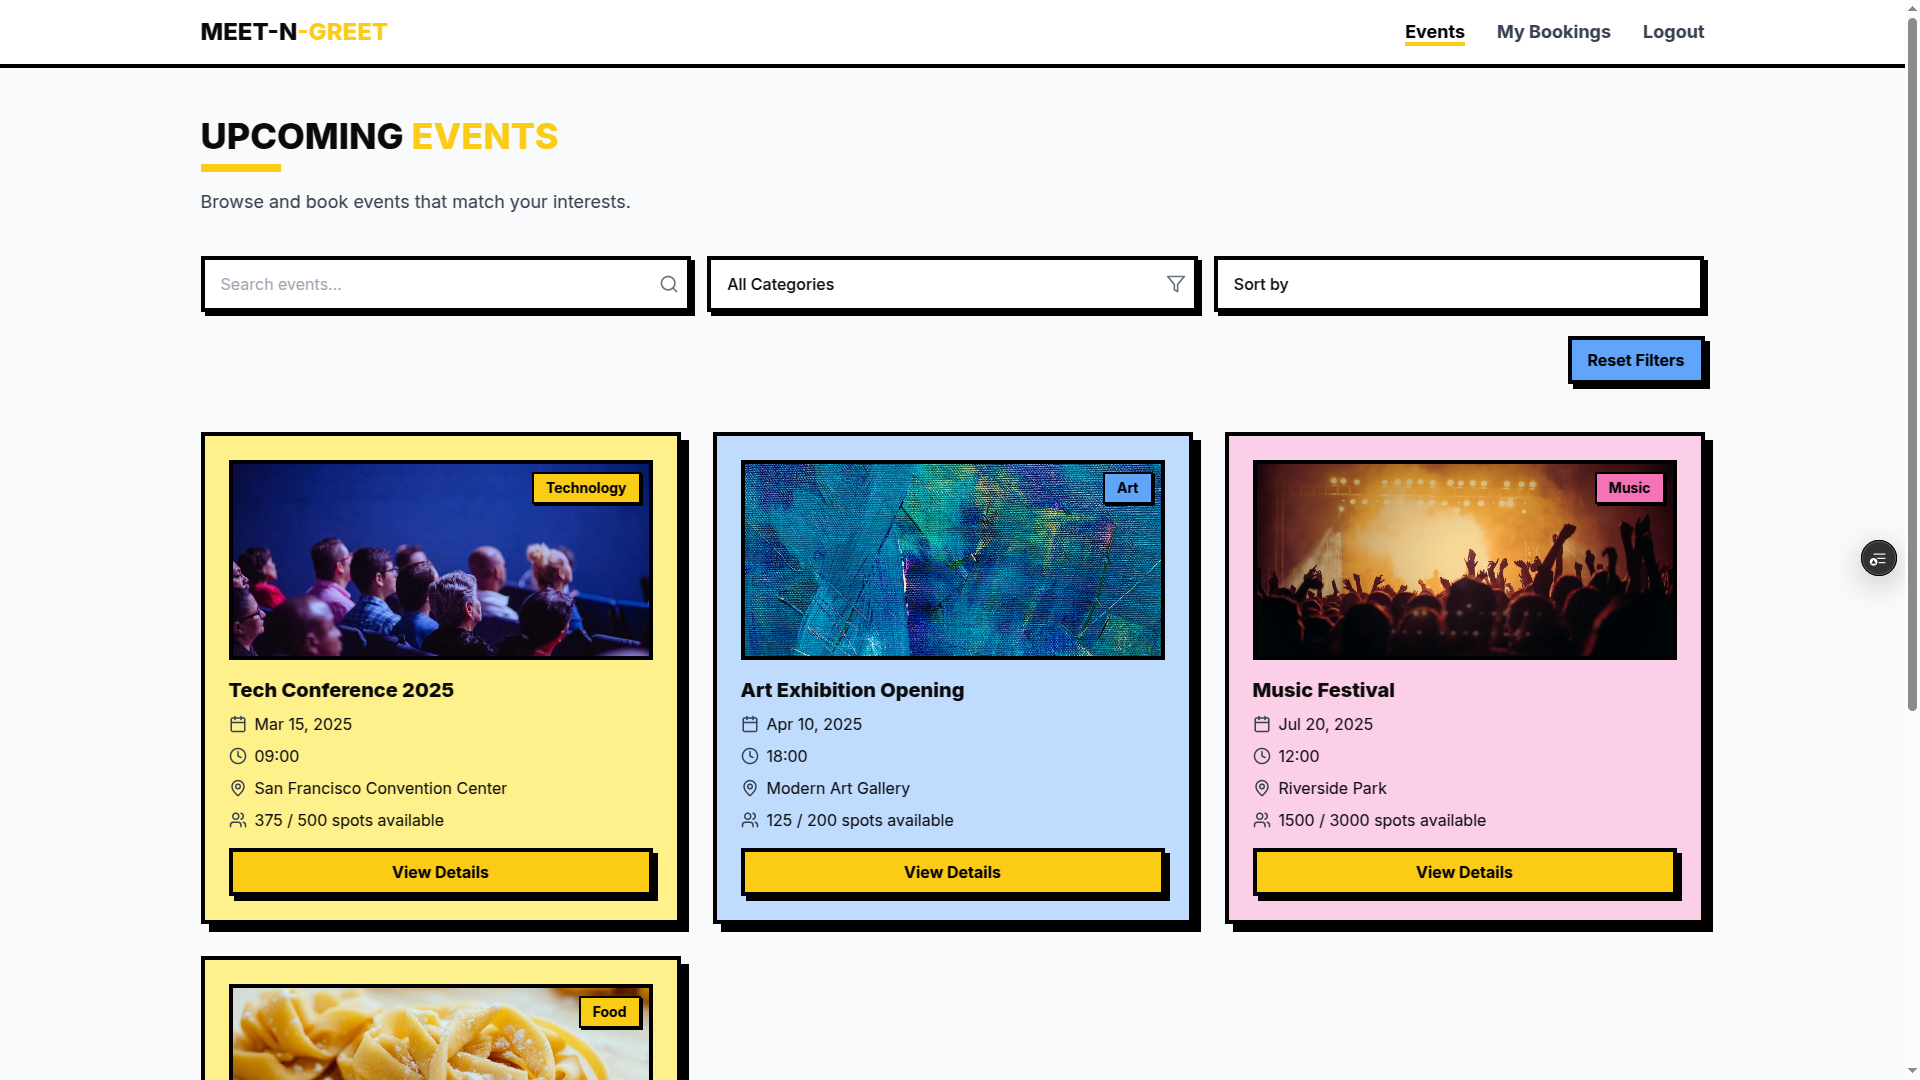 MEET-N-GREET
Events
My Bookings
Logout
UPCOMING EVENTS
Browse and book events that match your interests.
Search events...
All Categories
Sort by
Reset Filters
Technology
Tech Conference 2025
Mar 15, 2025
09:00
San Francisco Convention Center
375 / 500 spots available
View Details
Art
Art Exhibition Opening
Apr 10, 2025
18:00
Modern Art Gallery
125 / 200 spots available
View Details
Music
Music Festival
Jul 20, 2025
12:00
Riverside Park
1500 / 3000 spots available
View Details
Food